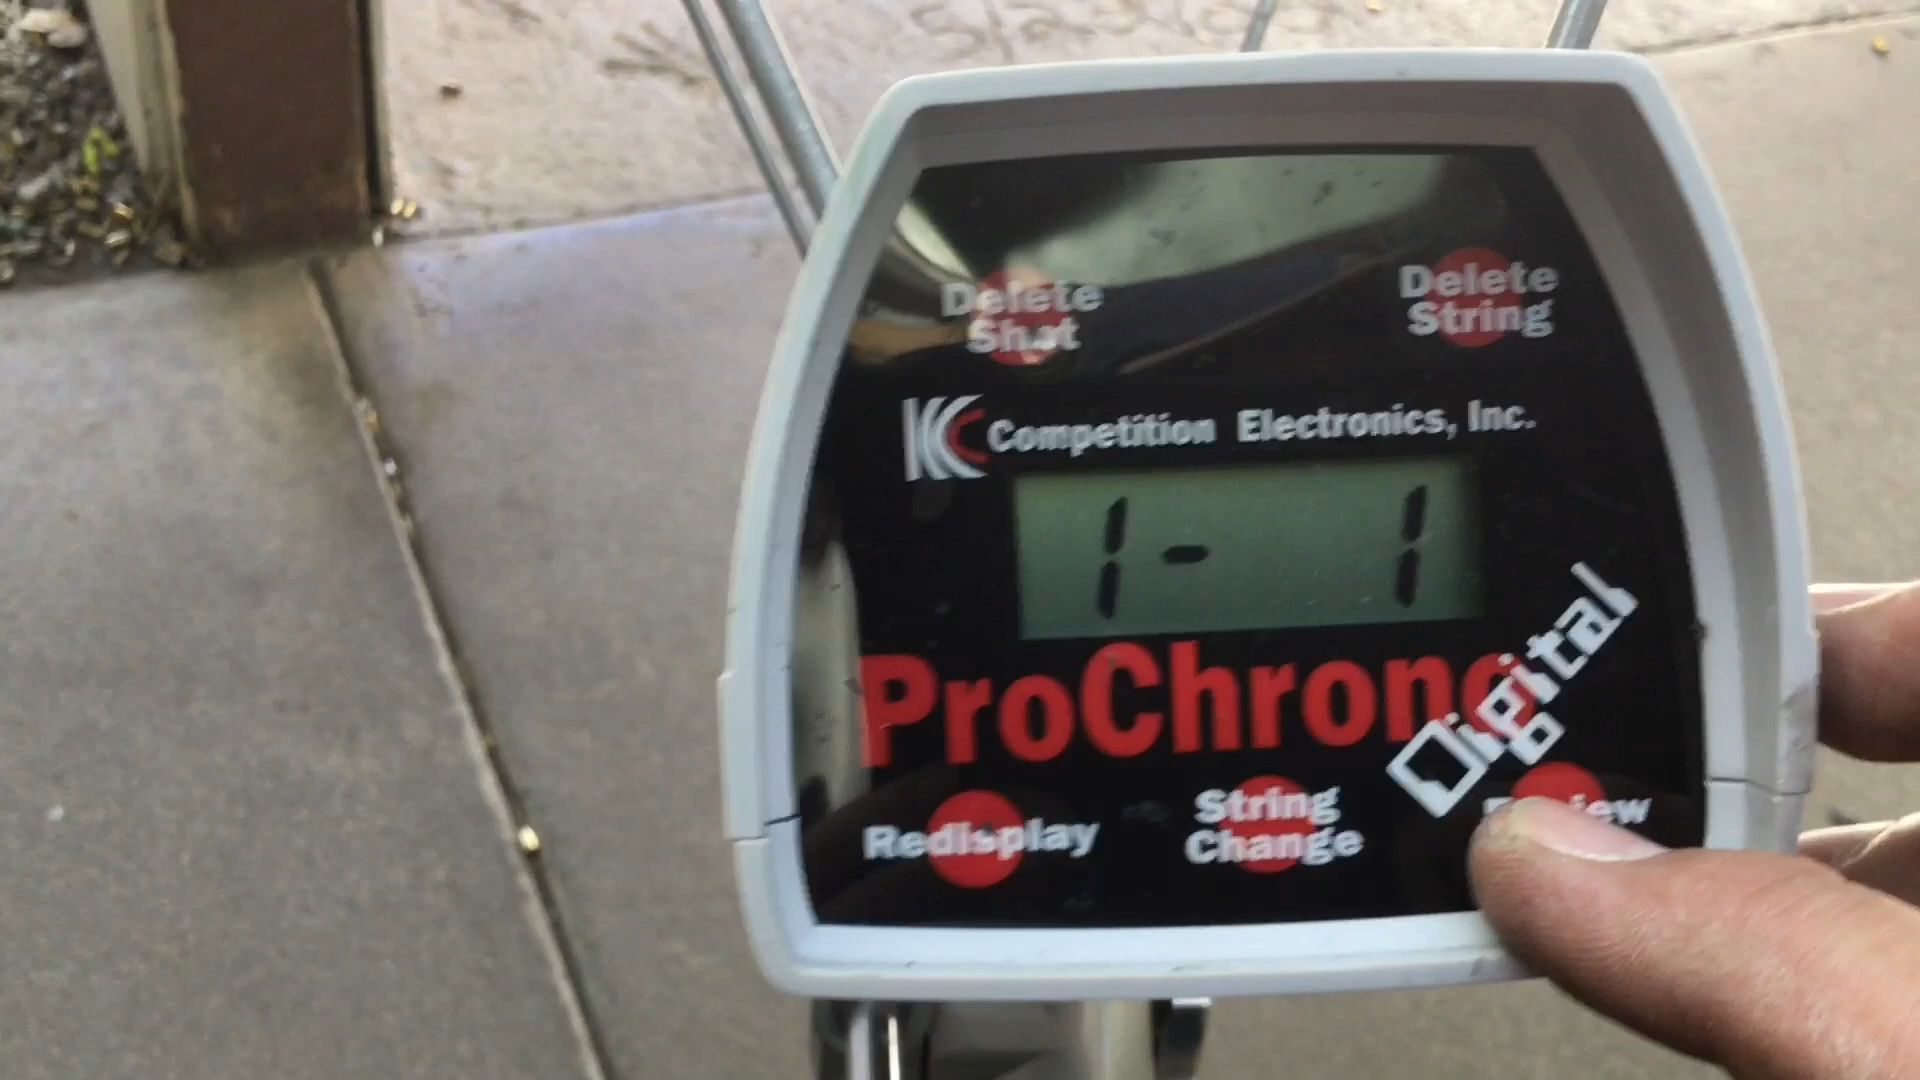 Delete
Shot
Delete
String
Competition Electronics, Inc.
1- 1
ProChrono
Digital
Redisplay
String
Change